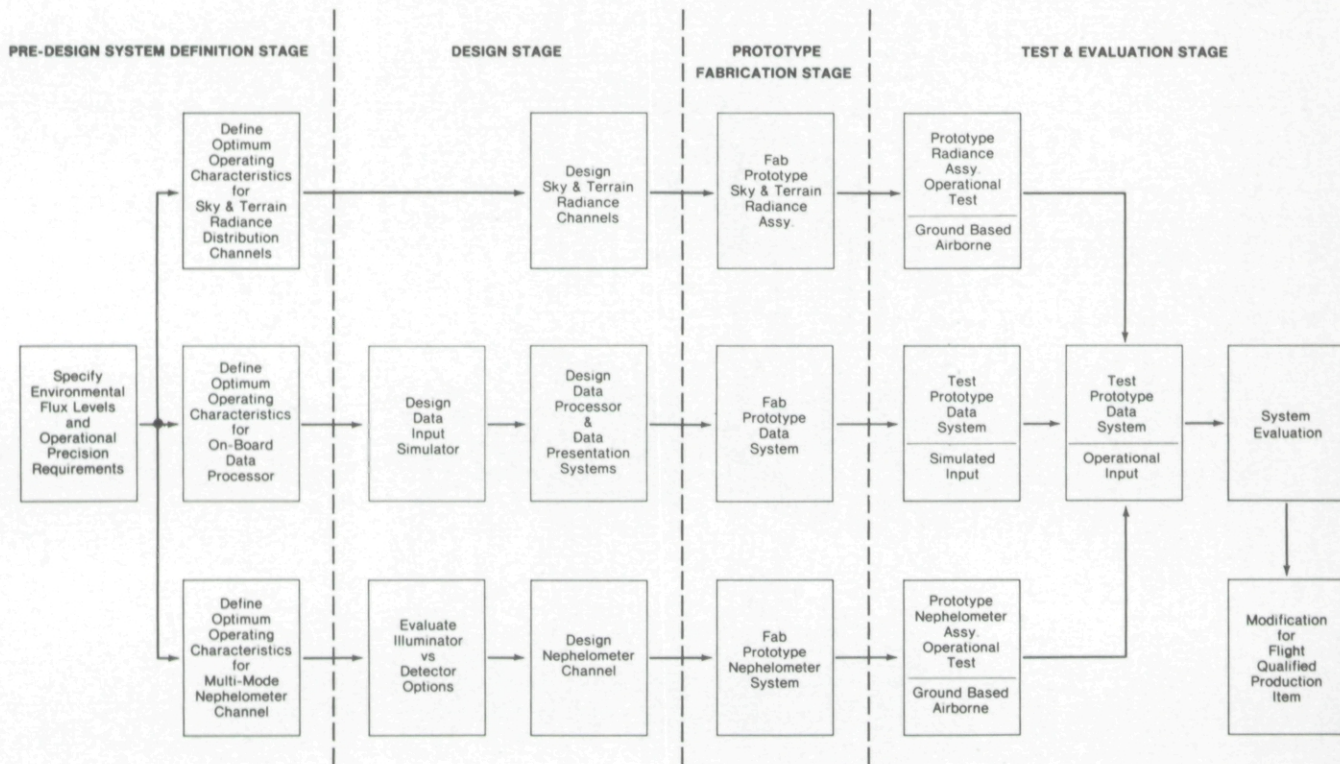 PRE-DESIGN SYSTEM DEFINITION STAGE
DESIGN STAGE
PROTOTYPE
FABRICATION STAGE
TEST & EVALUATION STAGE
Define
Optimum
Operating
Characteristics
for
Sky & Terrain
Radiance
Distribution
Channels
Design
Sky & Terrain
Radiance
Channels
Fab
Prototype
Sky & Terrain
Radiance
Assy.
Prototype
Radiance
Assy.
Operational
Test
Ground Based
Airborne
Specify
Environmental
Flux Levels
and
Operational
Precision
Requirements
Define
Optimum
Operating
Characteristics
for
On-Board
Data
Processor
Design
Data
Input
Simulator
Design
Data
Processor
&
Data
Presentation
Systems
Fab
Prototype
Data
System
Test
Prototype
Data
System
Simulated
Input
Test
Prototype
Data
System
Operational
Input
System
Evaluation
Define
Optimum
Operating
Characteristics
for
Multi-Mode
Nephelometer
Channel
Evaluate
Illuminator
vs
Detector
Options
Design
Nephelometer
Channel
Fab
Prototype
Nephelometer
System
Prototype
Nephelometer
Assy.
Operational
Test
Ground Based
Airborne
Modification
for
Flight
Qualified
Production
Item